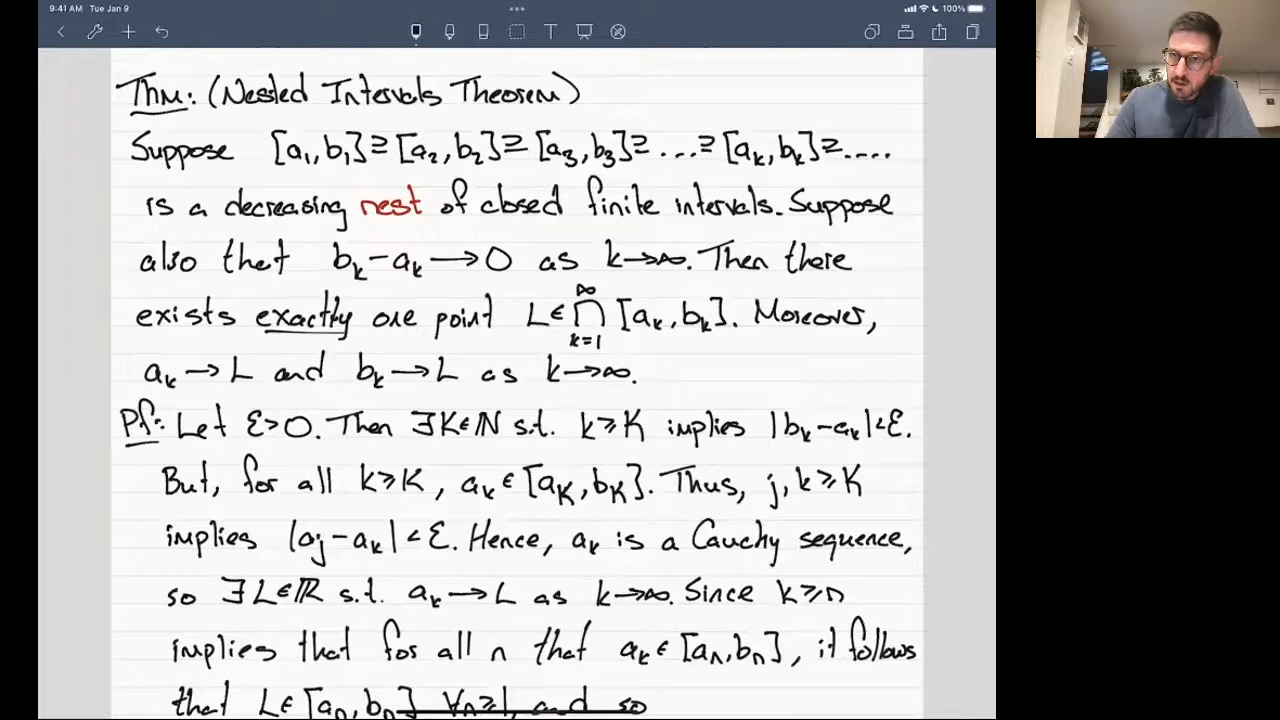 9:41 AM Tue Jan 9
100%
Thm: (Nested Intervals Theorem)
Suppose [a₁,b₁]⊇[a₂,b₂]⊇[a₃,b₃]⊇...⊇[aₖ,bₖ]⊇....
is a decreasing nest of closed finite intervals. Suppose
also that bₖ-aₖ→0 as k→∞. Then there
exists exactly one point L∈⋂_{k=1}^{∞} [aₖ,bₖ]. Moreover,
aₖ→L and bₖ→L as k→∞.
Pf: Let ε>0. Then ∃K∈ℕ s.t. k≥K implies |bₖ-aₖ|<ε.
But, for all k≥K, aₖ∈[a_K,b_K]. Thus, j,k≥K
implies |aⱼ-aₖ|<ε. Hence, aₖ is a Cauchy sequence,
so ∃L∈ℝ s.t. aₖ→L as k→∞. Since k≥n
implies that for all n that aₖ∈[aₙ,bₙ], it follows
that L∈[aₙ,bₙ] ∀n≥1, and so